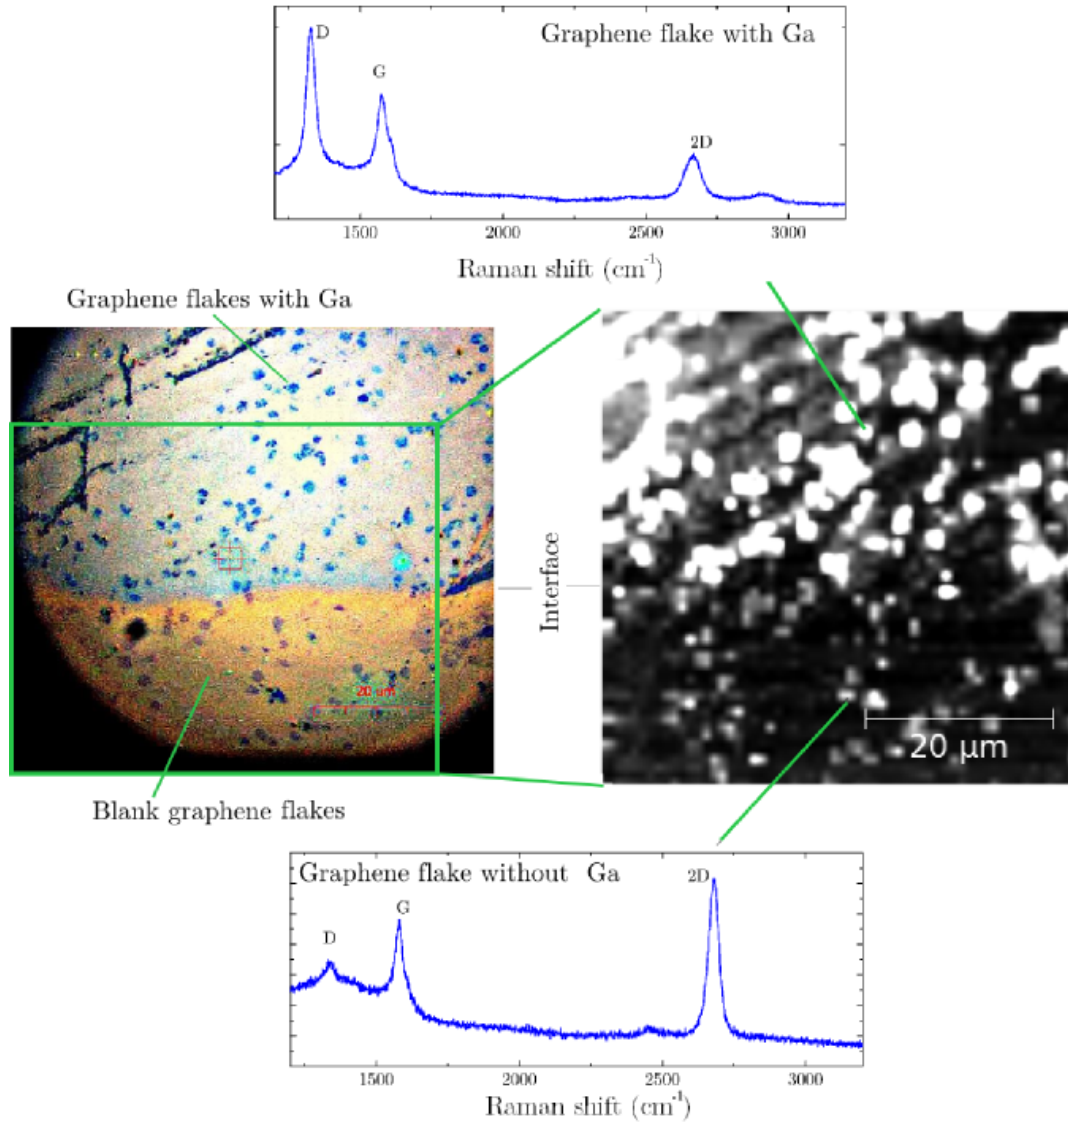 D
Graphene flake with Ga
G
2D
1500
2000
2500
3000
Raman shift (cm⁻¹)
Graphene flakes with Ga
Interface
20 um
20 µm
Blank graphene flakes
Graphene flake without Ga
2D
G
D
1500
2000
2500
3000
Raman shift (cm⁻¹)